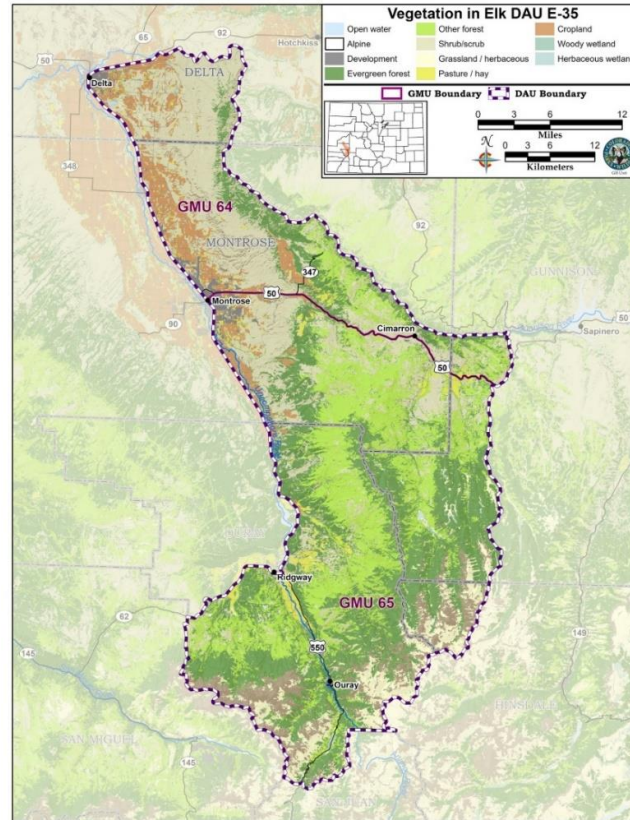 Vegetation in Elk DAU E-35
Open water
Other forest
Cropland
Alpine
Shrub/scrub
Woody wetland
Development
Grassland / herbaceous
Herbaceous wetlan
Evergreen forest
Pasture / hay
GMU Boundary
DAU Boundary
0 3 6 12
Miles
N
0 3 6 12
Kilometers
65
92
Hotchkiss
50
Delta
DELTA
348
GMU 64
MONTROSE
92
347
GUNNISON
50
Montrose
50
Cimarron
Sapinero
90
50
Ridgway
GMU 65
62
550
149
145
Ouray
HINSDALE
SAN MIGUEL
145